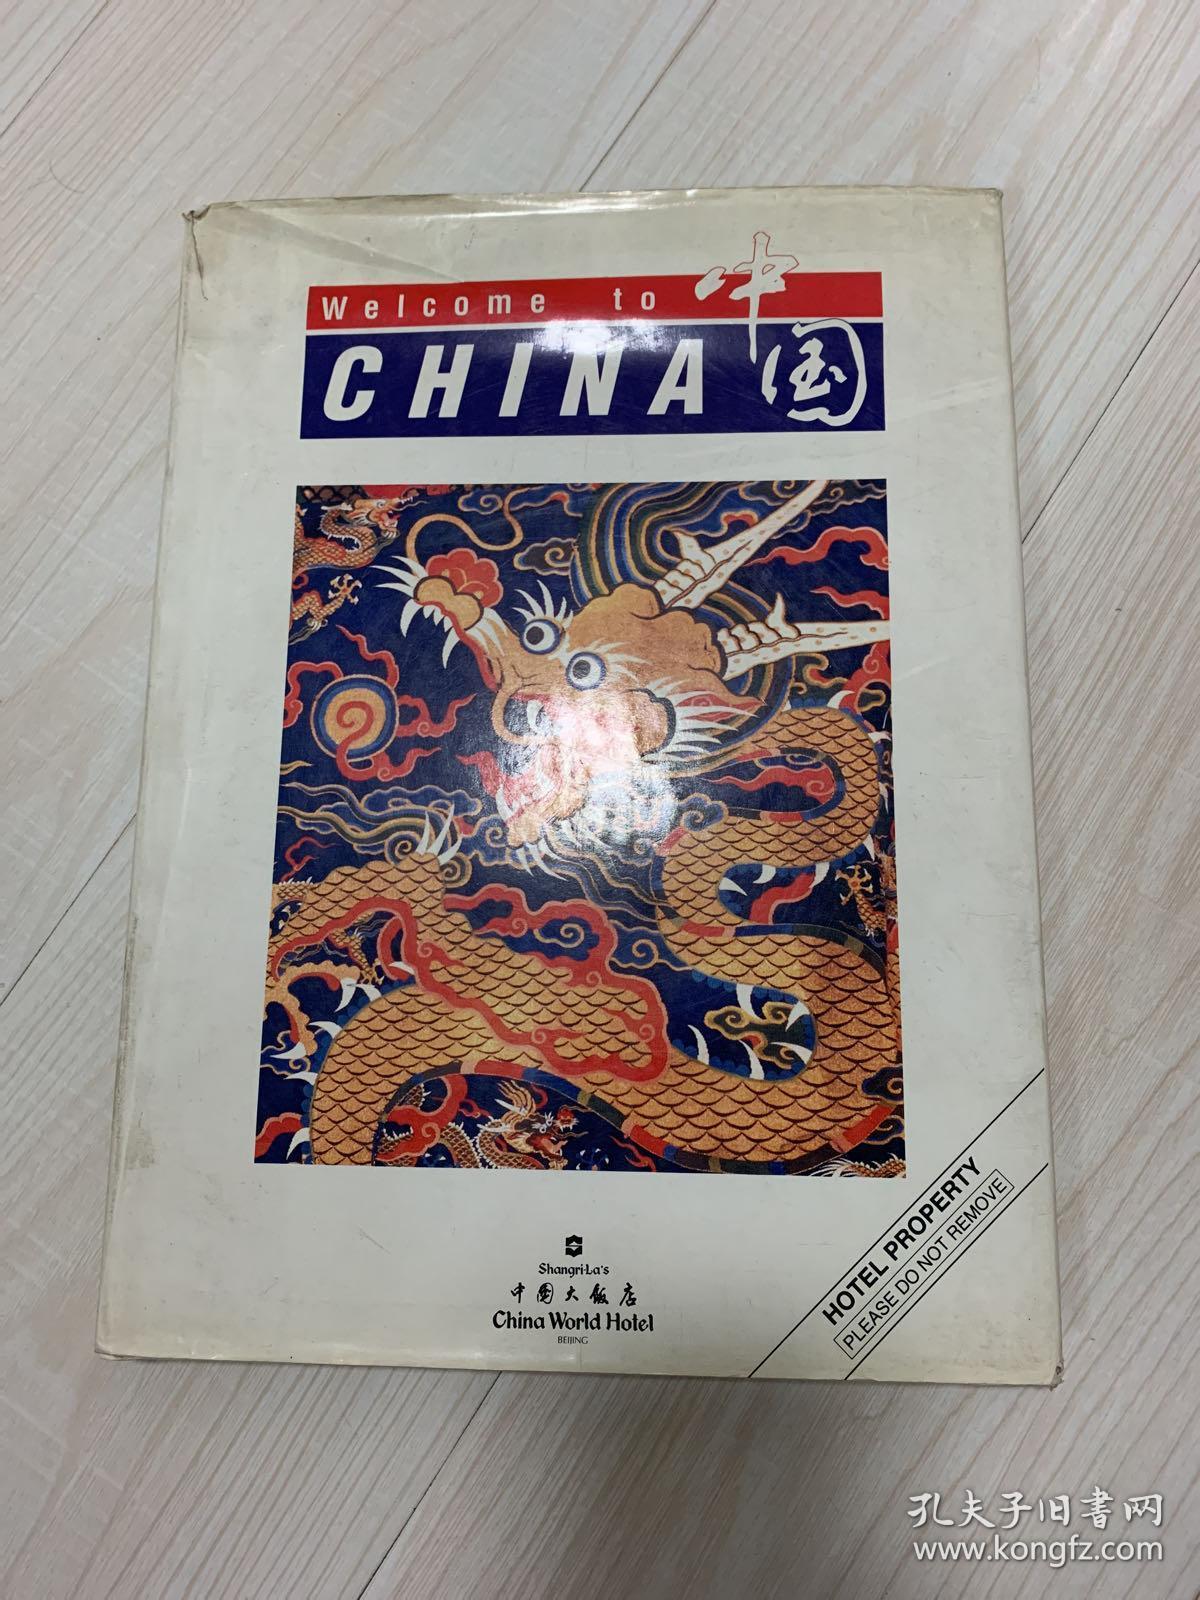 Welcome to 中
CHINA 国
Shangri-La's
中国大飯店
China World Hotel
BEIJING
HOTEL PROPERTY
PLEASE DO NOT REMOVE
孔夫子旧書网
www.kongfz.com